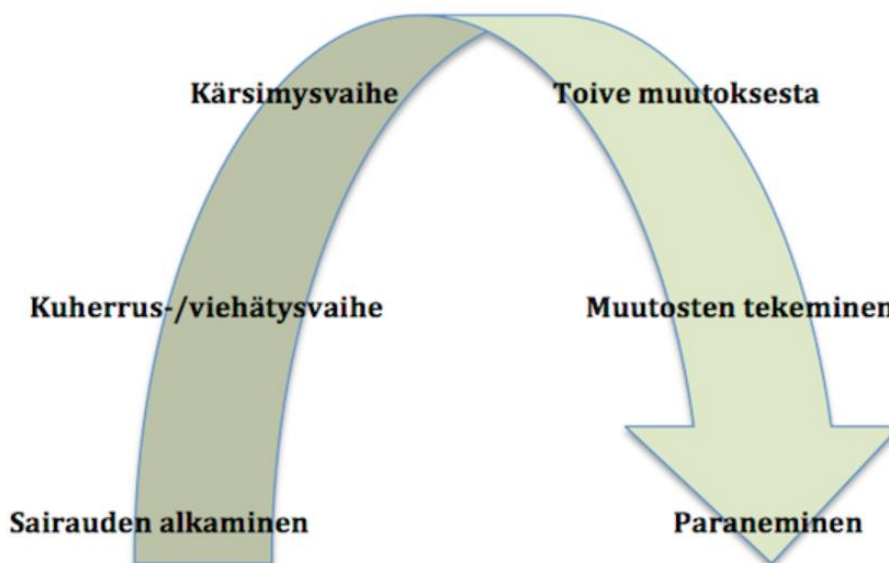 Kärsimysvaihe
Toive muutoksesta
Kuherrus-/viehätysvaihe
Muutosten tekeminen
Sairauden alkaminen
Paraneminen